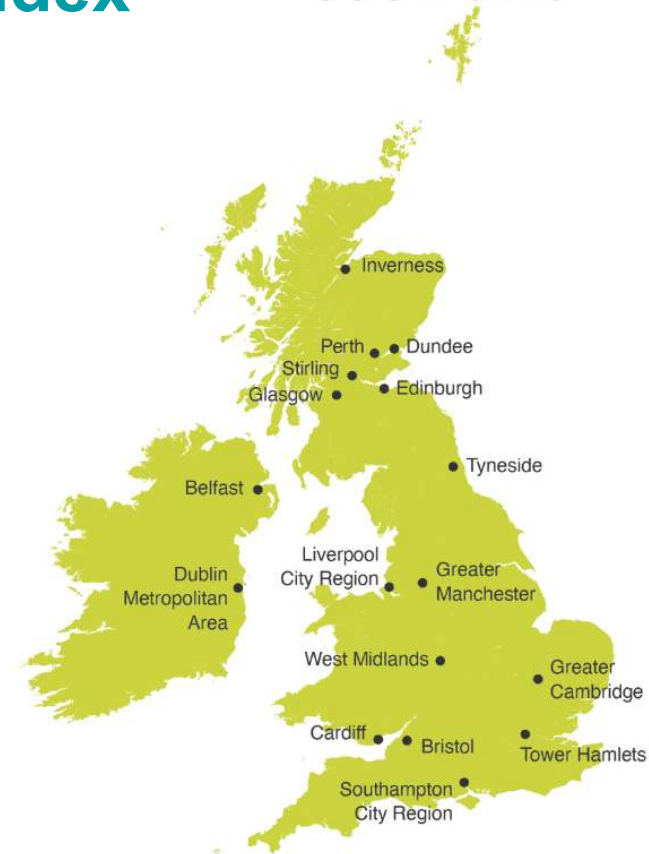 Inverness
Perth
Dundee
Stirling
Edinburgh
Glasgow
Tyneside
Belfast
Liverpool
City Region
Greater
Manchester
Dublin
Metropolitan
Area
West Midlands
Greater
Cambridge
Cardiff
Bristol
Tower Hamlets
Southampton
City Region